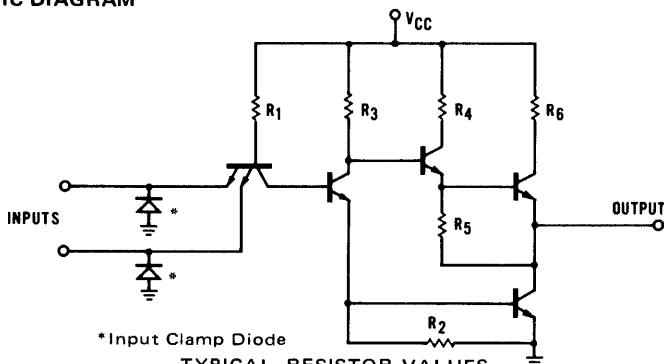 IC DIAGRAM
VCC
R1
R3
R4
R6
INPUTS
*
*
R5
OUTPUT
R2
*Input Clamp Diode
TYPICAL RESISTOR VALUES